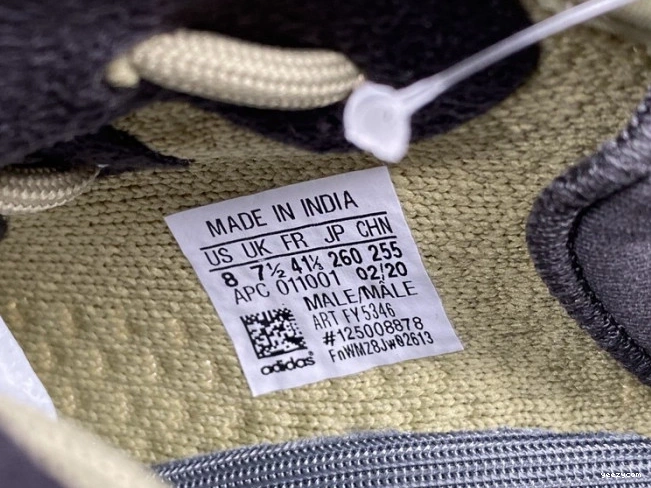 MADE IN INDIA
US UK FR JP CHN
8 7½ 41⅓ 260 255
APC 011001 02/20
MALE/MÂLE
ART FY5346
#125008878
FnWM28Jw02613
adidas
yeezy.com